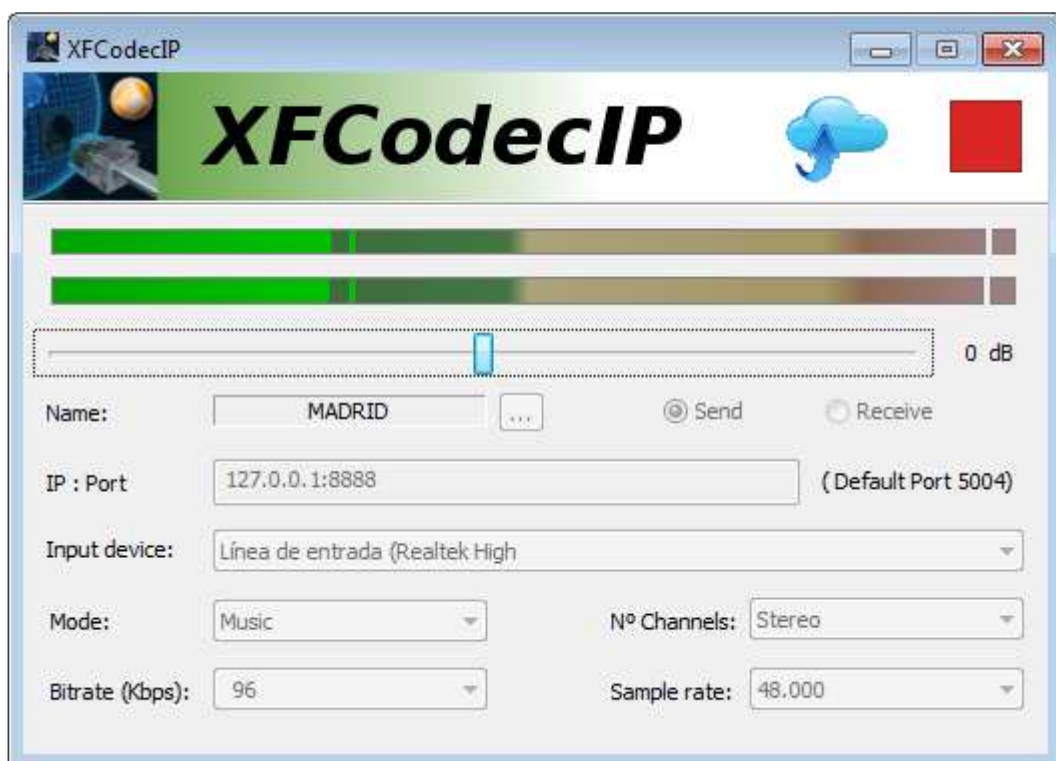 XFCodecIP
XFCodecIP
0 dB
Name: MADRID ... Send Receive
IP : Port 127.0.0.1:8888 (Default Port 5004)
Input device: Línea de entrada (Realtek High
Mode: Music Nº Channels: Stereo
Bitrate (Kbps): 96 Sample rate: 48.000